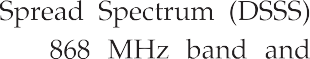 Spread Spectrum (DSSS)
868 MHz band and